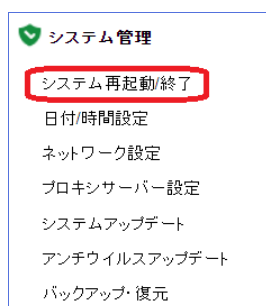 システム管理
システム再起動/終了
日付/時間設定
ネットワーク設定
プロキシサーバー設定
システムアップデート
アンチウイルスアップデート
バックアップ・復元